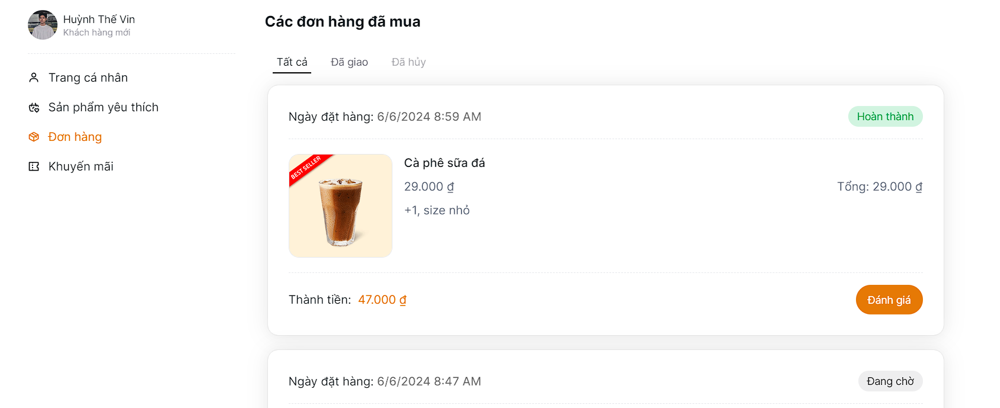 Huỳnh Thế Vin
Khách hàng mới
Trang cá nhân
Sản phẩm yêu thích
Đơn hàng
Khuyến mãi
Các đơn hàng đã mua
Tất cả Đã giao Đã hủy
Ngày đặt hàng: 6/6/2024 8:59 AM Hoàn thành
BEST SELLER
Cà phê sữa đá
29.000 ₫ Tổng: 29.000 ₫
+1, size nhỏ
Thành tiền: 47.000 ₫ Đánh giá
Ngày đặt hàng: 6/6/2024 8:47 AM Đang chờ